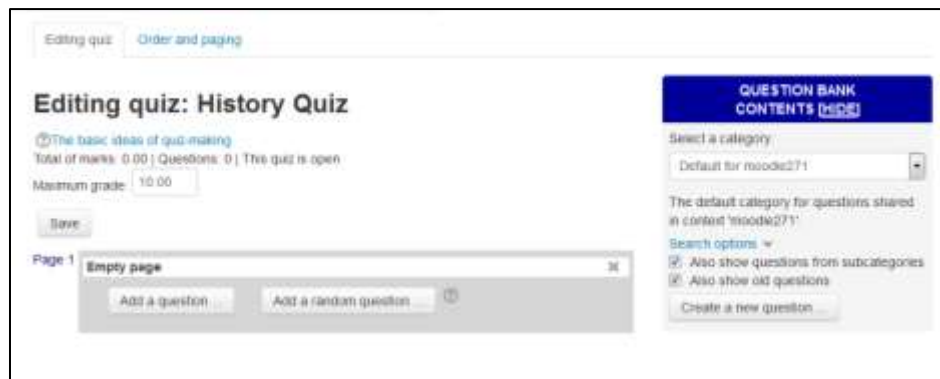 Editing quiz
Order and paging
Editing quiz: History Quiz
The basic ideas of quiz-making
Total of marks: 0.00 | Questions: 0 | This quiz is open
Maximum grade: 10.00
Save
Page 1
Empty page
Add a question ...
Add a random question ...
QUESTION BANK
CONTENTS [HIDE]
Select a category
Default for moodle271
The default category for questions shared
in context 'moodle271'
Search options
Also show questions from subcategories
Also show old questions
Create a new question ...